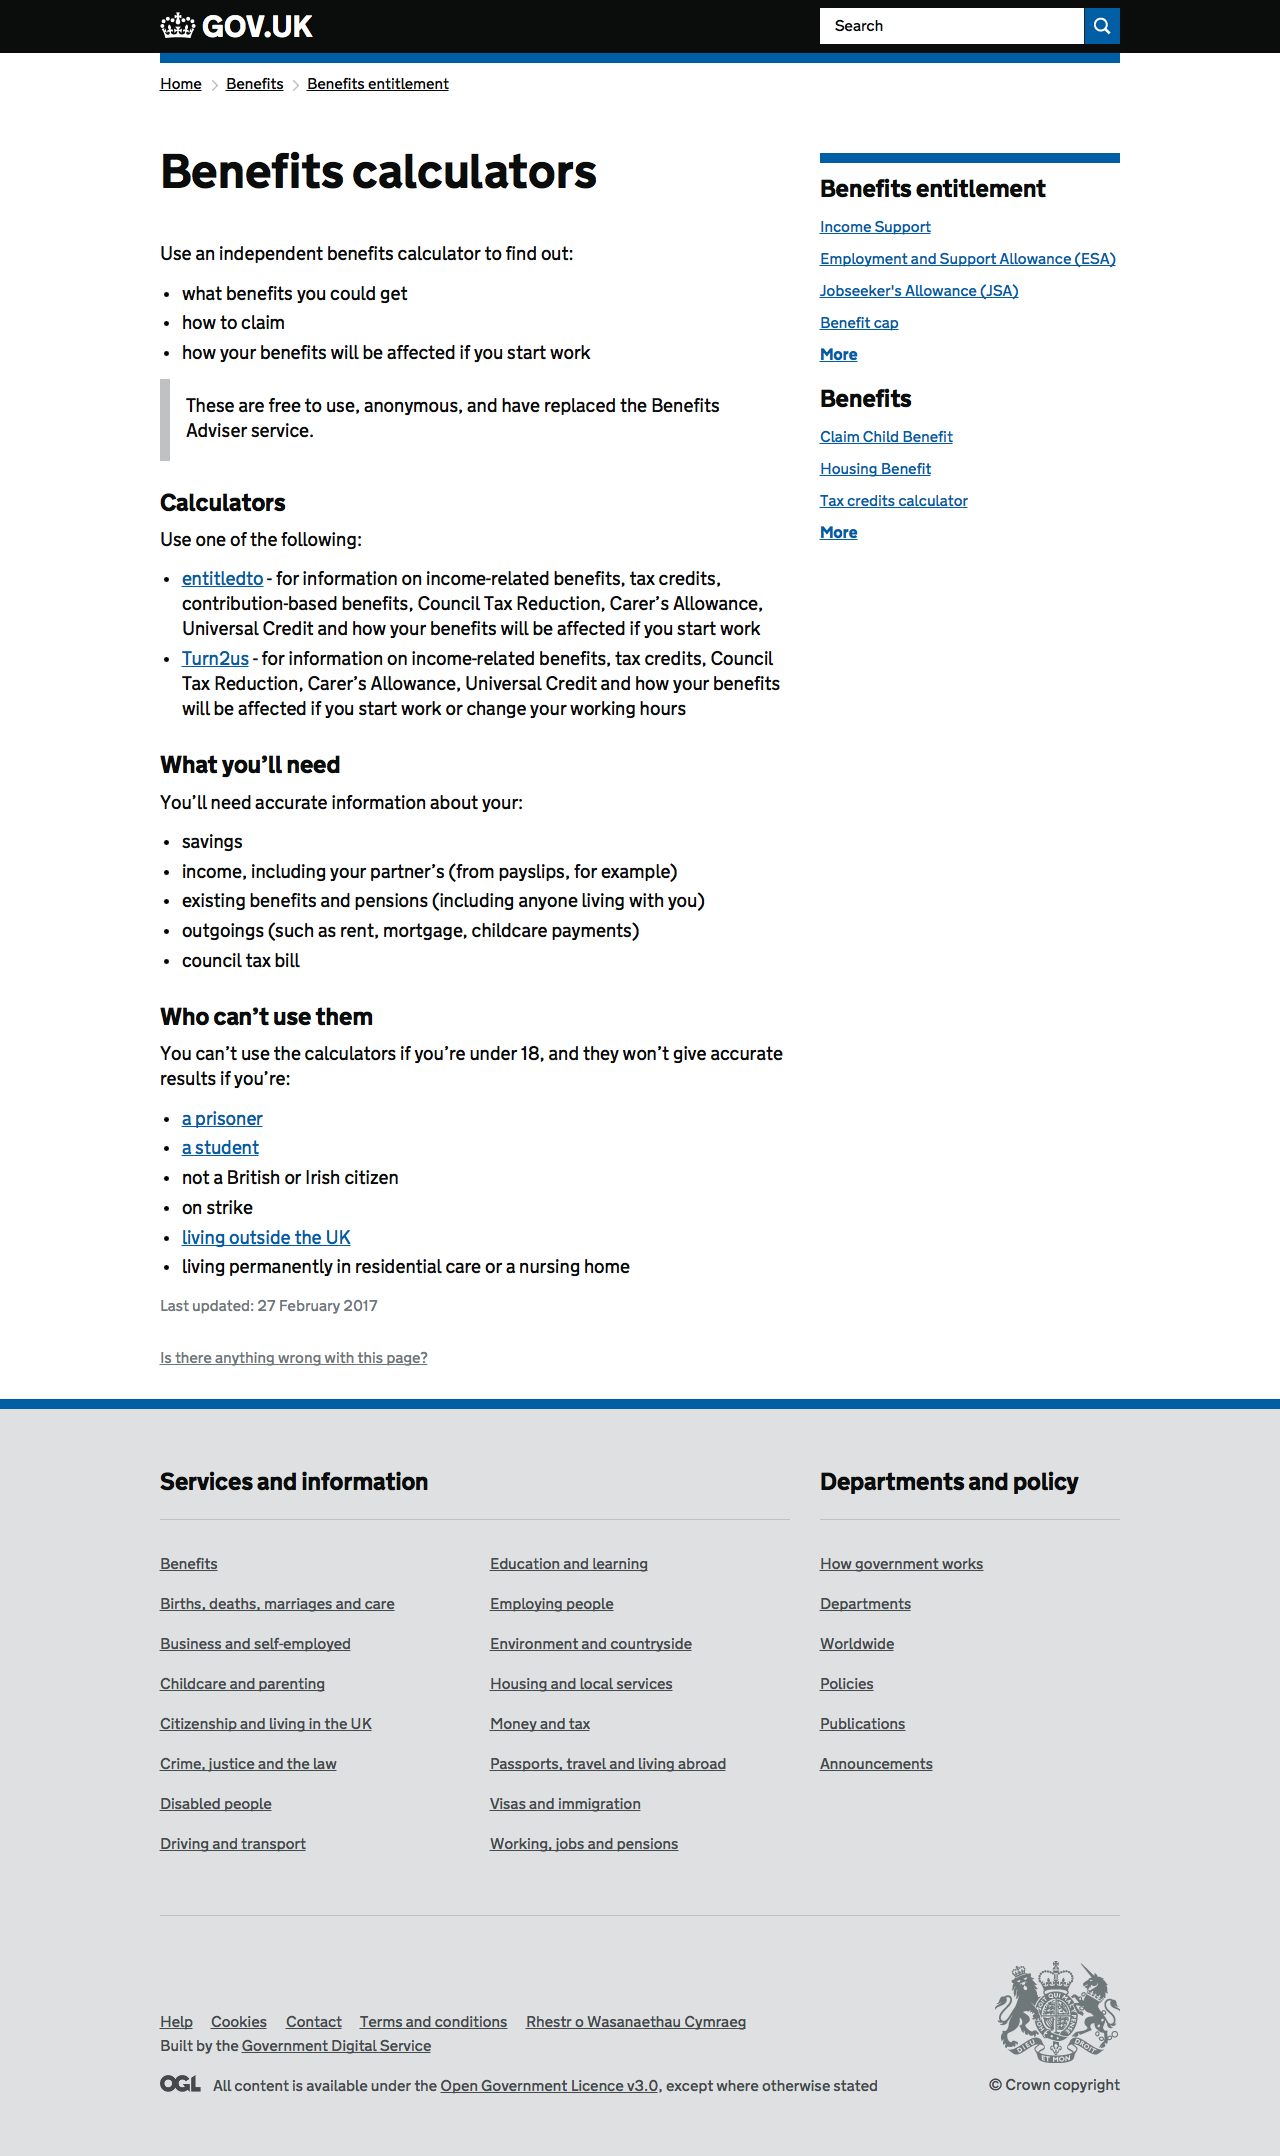 GOV.UK
Search
Home
Benefits
Benefits entitlement
Benefits calculators
Use an independent benefits calculator to find out:
• what benefits you could get
• how to claim
• how your benefits will be affected if you start work
These are free to use, anonymous, and have replaced the Benefits
Adviser service.
Calculators
Use one of the following:
• entitledto - for information on income-related benefits, tax credits,
contribution-based benefits, Council Tax Reduction, Carer’s Allowance,
Universal Credit and how your benefits will be affected if you start work
• Turn2us - for information on income-related benefits, tax credits, Council
Tax Reduction, Carer’s Allowance, Universal Credit and how your benefits
will be affected if you start work or change your working hours
What you’ll need
You’ll need accurate information about your:
• savings
• income, including your partner’s (from payslips, for example)
• existing benefits and pensions (including anyone living with you)
• outgoings (such as rent, mortgage, childcare payments)
• council tax bill
Who can’t use them
You can’t use the calculators if you’re under 18, and they won’t give accurate
results if you’re:
• a prisoner
• a student
• not a British or Irish citizen
• on strike
• living outside the UK
• living permanently in residential care or a nursing home
Last updated: 27 February 2017
Is there anything wrong with this page?
Benefits entitlement
Income Support
Employment and Support Allowance (ESA)
Jobseeker's Allowance (JSA)
Benefit cap
More
Benefits
Claim Child Benefit
Housing Benefit
Tax credits calculator
More
Services and information
Benefits
Births, deaths, marriages and care
Business and self-employed
Childcare and parenting
Citizenship and living in the UK
Crime, justice and the law
Disabled people
Driving and transport
Education and learning
Employing people
Environment and countryside
Housing and local services
Money and tax
Passports, travel and living abroad
Visas and immigration
Working, jobs and pensions
Departments and policy
How government works
Departments
Worldwide
Policies
Publications
Announcements
Help Cookies Contact Terms and conditions Rhestr o Wasanaethau Cymraeg
Built by the Government Digital Service
OGL All content is available under the Open Government Licence v3.0, except where otherwise stated
DIEU ET MON DROIT
© Crown copyright